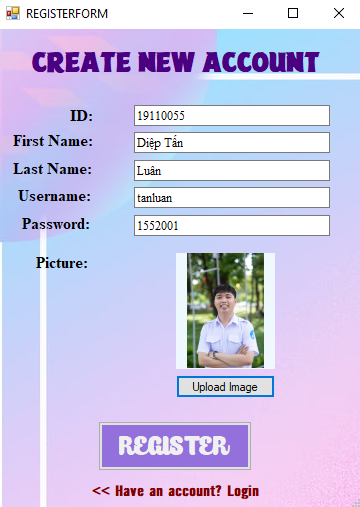 REGISTERFORM
CREATE NEW ACCOUNT
ID: 19110055
First Name: Diệp Tấn
Last Name: Luân
Username: tanluan
Password: 1552001
Picture:
Upload Image
REGISTER
<< Have an account? Login